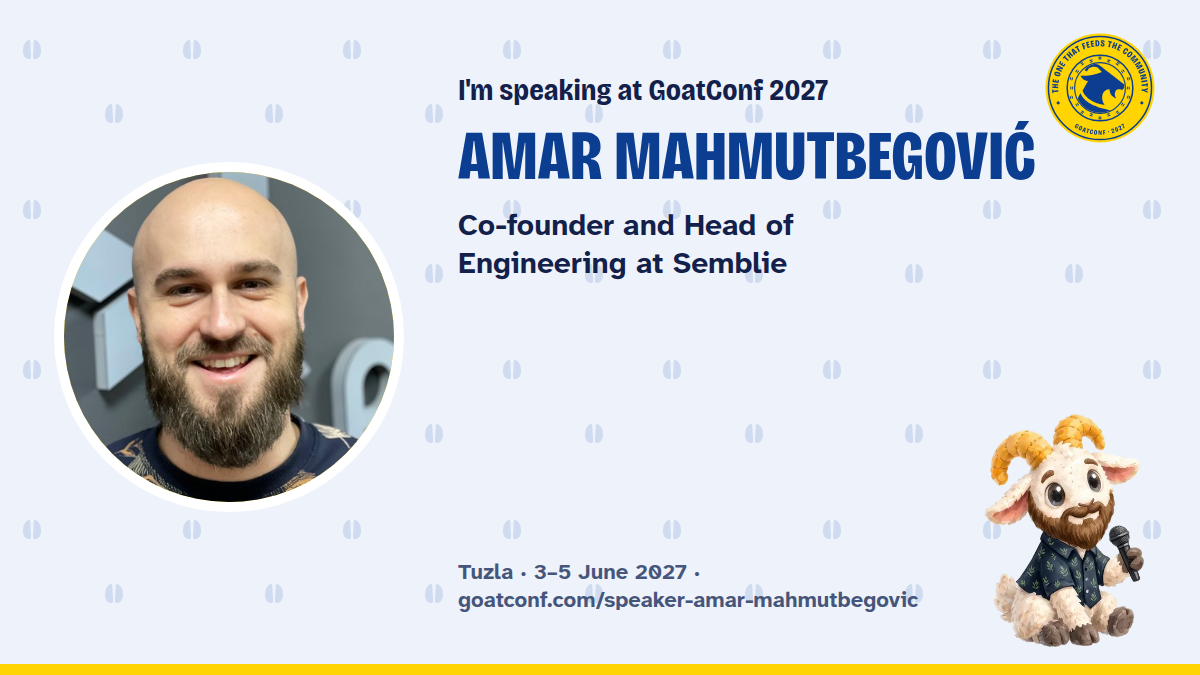 I'm speaking at GoatConf 2027
AMAR MAHMUTBEGOVIĆ
Co-founder and Head of
Engineering at Semblie
Tuzla · 3–5 June 2027 ·
goatconf.com/speaker-amar-mahmutbegovic
THE ONE THAT FEEDS THE COMMUNITY
GOATCONF · 2027